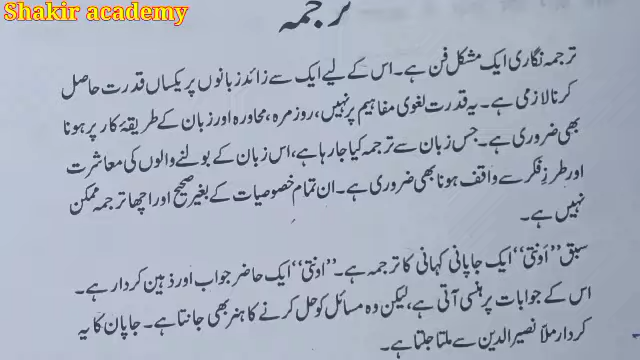 Shakir academy
ترجمہ
ترجمہ نگاری ایک مشکل فن ہے۔ اس کے لیے ایک سے زائد زبانوں پر یکساں قدرت حاصل
کرنا لازمی ہے۔ یہ قدرت لغوی مفاہیم پر نہیں، روزمرہ، محاورہ اور زبان کے طریقۂ کار پر ہونا
بھی ضروری ہے۔ جس زبان سے ترجمہ کیا جا رہا ہے، اس زبان کے بولنے والوں کی معاشرت
اور طرزِ فکر سے واقف ہونا بھی ضروری ہے۔ ان تمام خصوصیات کے بغیر صحیح اور اچھا ترجمہ ممکن
نہیں ہے۔
سبق ”اَونتی“ ایک جاپانی کہانی کا ترجمہ ہے۔ ”اونتی“ ایک حاضر جواب اور ذہین کردار ہے۔
اس کے جوابات پر ہنسی آتی ہے، لیکن وہ مسائل کو حل کرنے کا ہنر بھی جانتا ہے۔ جاپان کا یہ
کردار ملّا نصیر الدین سے ملتا جلتا ہے۔